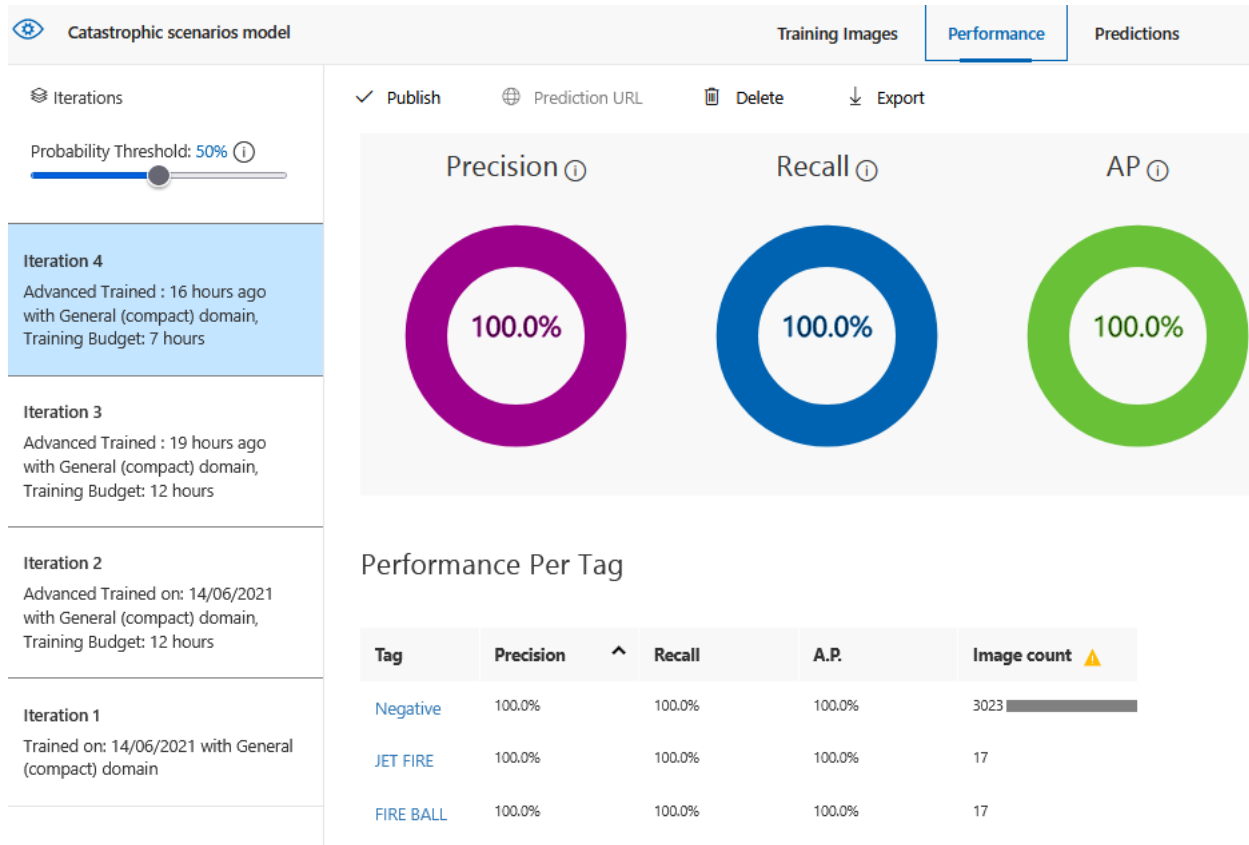 Catastrophic scenarios model
Training Images
Performance
Predictions
Iterations
Probability Threshold: 50%
Iteration 4
Advanced Trained : 16 hours ago
with General (compact) domain,
Training Budget: 7 hours
Iteration 3
Advanced Trained : 19 hours ago
with General (compact) domain,
Training Budget: 12 hours
Iteration 2
Advanced Trained on: 14/06/2021
with General (compact) domain,
Training Budget: 12 hours
Iteration 1
Trained on: 14/06/2021 with General
(compact) domain
Publish
Prediction URL
Delete
Export
Precision
Recall
AP
100.0%
100.0%
100.0%
Performance Per Tag
Tag Precision Recall A.P. Image count
Negative 100.0% 100.0% 100.0% 3023
JET FIRE 100.0% 100.0% 100.0% 17
FIRE BALL 100.0% 100.0% 100.0% 17